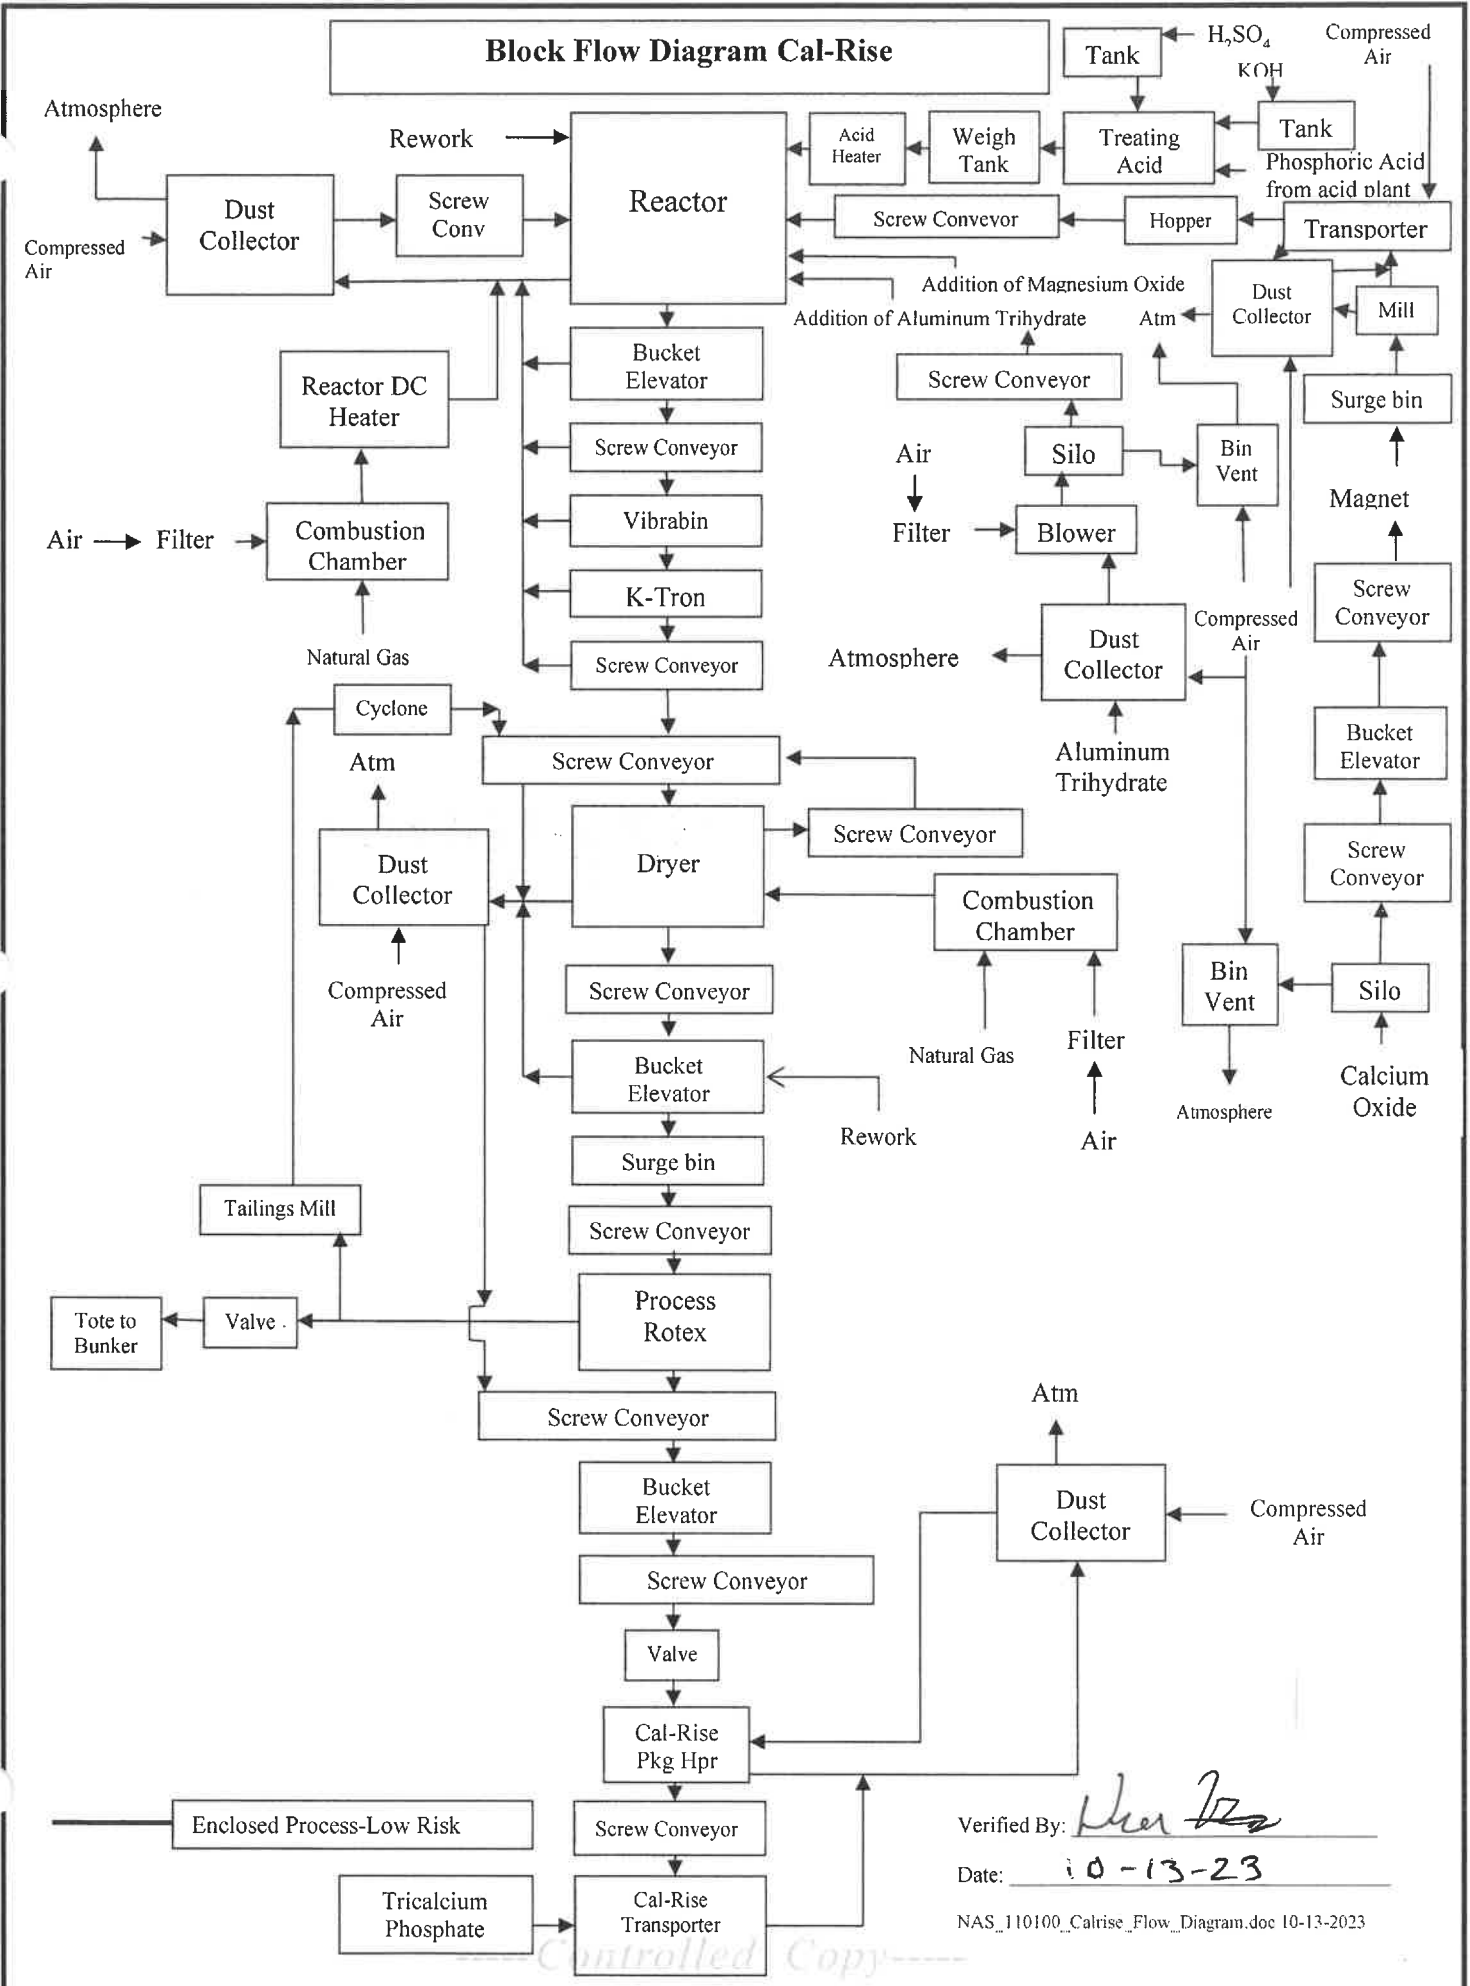 Block Flow Diagram Cal-Rise
Tank
H2SO4
KOH
Compressed
Air
Atmosphere
Rework
Reactor
Acid
Heater
Weigh
Tank
Treating
Acid
Tank
Phosphoric Acid
from acid plant
Dust
Collector
Screw
Conv
Compressed
Air
Screw Conveyor
Hopper
Transporter
Addition of Magnesium Oxide
Addition of Aluminum Trihydrate
Atm
Dust
Collector
Mill
Bucket
Elevator
Reactor DC
Heater
Screw Conveyor
Surge bin
Screw Conveyor
Air
Silo
Bin
Vent
Magnet
Vibrabin
Filter
Blower
Air
Filter
Combustion
Chamber
K-Tron
Screw
Conveyor
Dust
Collector
Compressed
Air
Atmosphere
Natural Gas
Screw Conveyor
Cyclone
Aluminum
Trihydrate
Bucket
Elevator
Atm
Screw Conveyor
Screw Conveyor
Dust
Collector
Dryer
Screw
Conveyor
Combustion
Chamber
Compressed
Air
Screw Conveyor
Bin
Vent
Silo
Natural Gas
Filter
Bucket
Elevator
Rework
Air
Atmosphere
Calcium
Oxide
Surge bin
Tailings Mill
Screw Conveyor
Tote to
Bunker
Valve
Process
Rotex
Screw Conveyor
Atm
Bucket
Elevator
Dust
Collector
Compressed
Air
Screw Conveyor
Valve
Cal-Rise
Pkg Hpr
Enclosed Process-Low Risk
Screw Conveyor
Tricalcium
Phosphate
Cal-Rise
Transporter
Verified By:
Date: 10-13-23
NAS_110100_Calrise_Flow_Diagram.doc 10-13-2023
-----Controlled Copy-----